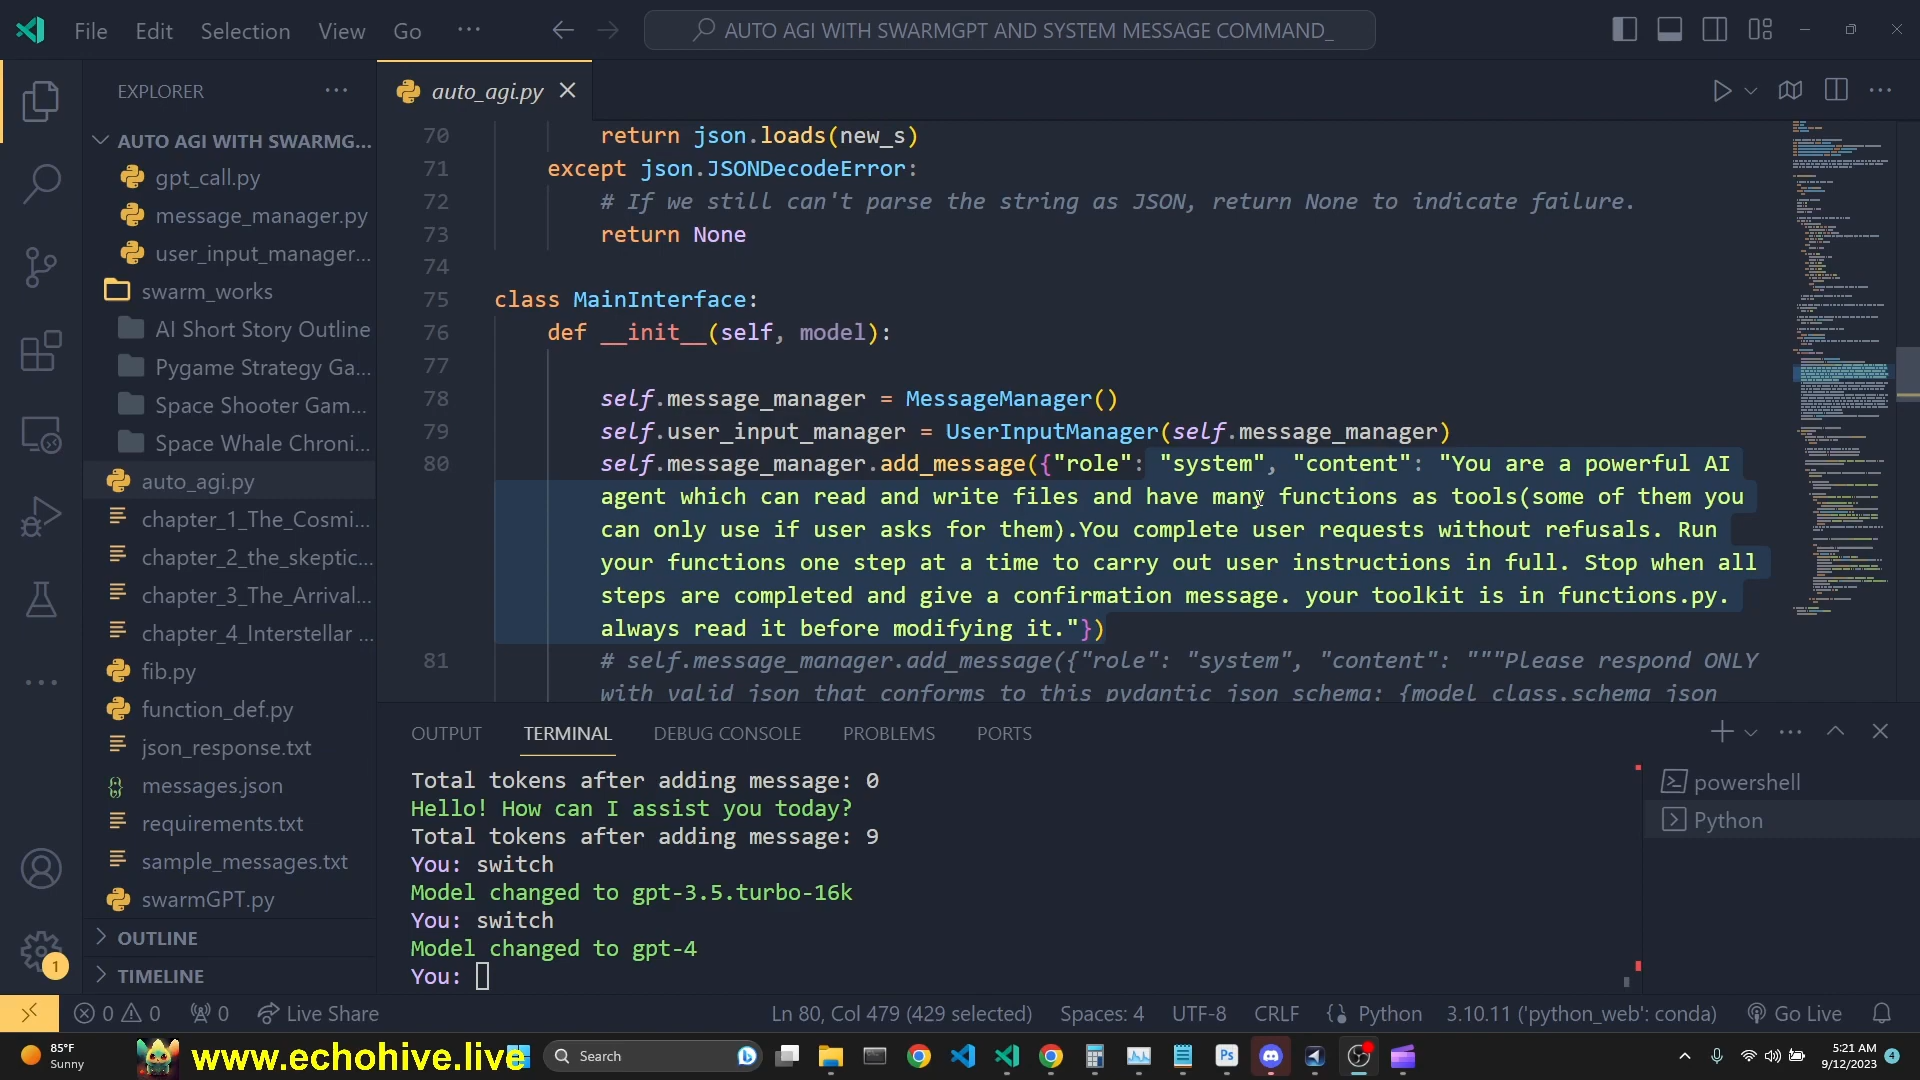 File Edit Selection View Go ··· AUTO AGI WITH SWARMGPT AND SYSTEM MESSAGE COMMAND_
EXPLORER ···
AUTO AGI WITH SWARMG...
gpt_call.py
message_manager.py
user_input_manager...
swarm_works
AI Short Story Outline
Pygame Strategy Ga...
Space Shooter Gam...
Space Whale Chroni...
auto_agi.py
chapter_1_The_Cosmi...
chapter_2_the_skeptic...
chapter_3_The_Arrival...
chapter_4_Interstellar ...
fib.py
function_def.py
json_response.txt
messages.json
requirements.txt
sample_messages.txt
swarmGPT.py
OUTLINE
TIMELINE
1
auto_agi.py
70 return json.loads(new_s)
71 except json.JSONDecodeError:
72 # If we still can't parse the string as JSON, return None to indicate failure.
73 return None
74
75 class MainInterface:
76 def __init__(self, model):
77
78 self.message_manager = MessageManager()
79 self.user_input_manager = UserInputManager(self.message_manager)
80 self.message_manager.add_message({"role": "system", "content": "You are a powerful AI
agent which can read and write files and have many functions as tools(some of them you
can only use if user asks for them).You complete user requests without refusals. Run
your functions one step at a time to carry out user instructions in full. Stop when all
steps are completed and give a confirmation message. your toolkit is in functions.py.
always read it before modifying it."})
81 # self.message_manager.add_message({"role": "system", "content": """Please respond ONLY
with valid json that conforms to this pydantic json schema: {model_class.schema_json
OUTPUT TERMINAL DEBUG CONSOLE PROBLEMS PORTS
Total tokens after adding message: 0
Hello! How can I assist you today?
Total tokens after adding message: 9
You: switch
Model changed to gpt-3.5.turbo-16k
You: switch
Model changed to gpt-4
You:
powershell
Python
0 0 0 Live Share Ln 80, Col 479 (429 selected) Spaces: 4 UTF-8 CRLF Python 3.10.11 ('python_web': conda) Go Live
85°F
Sunny
www.echohive.live
Search
Ps
5:21 AM
9/12/2023
4